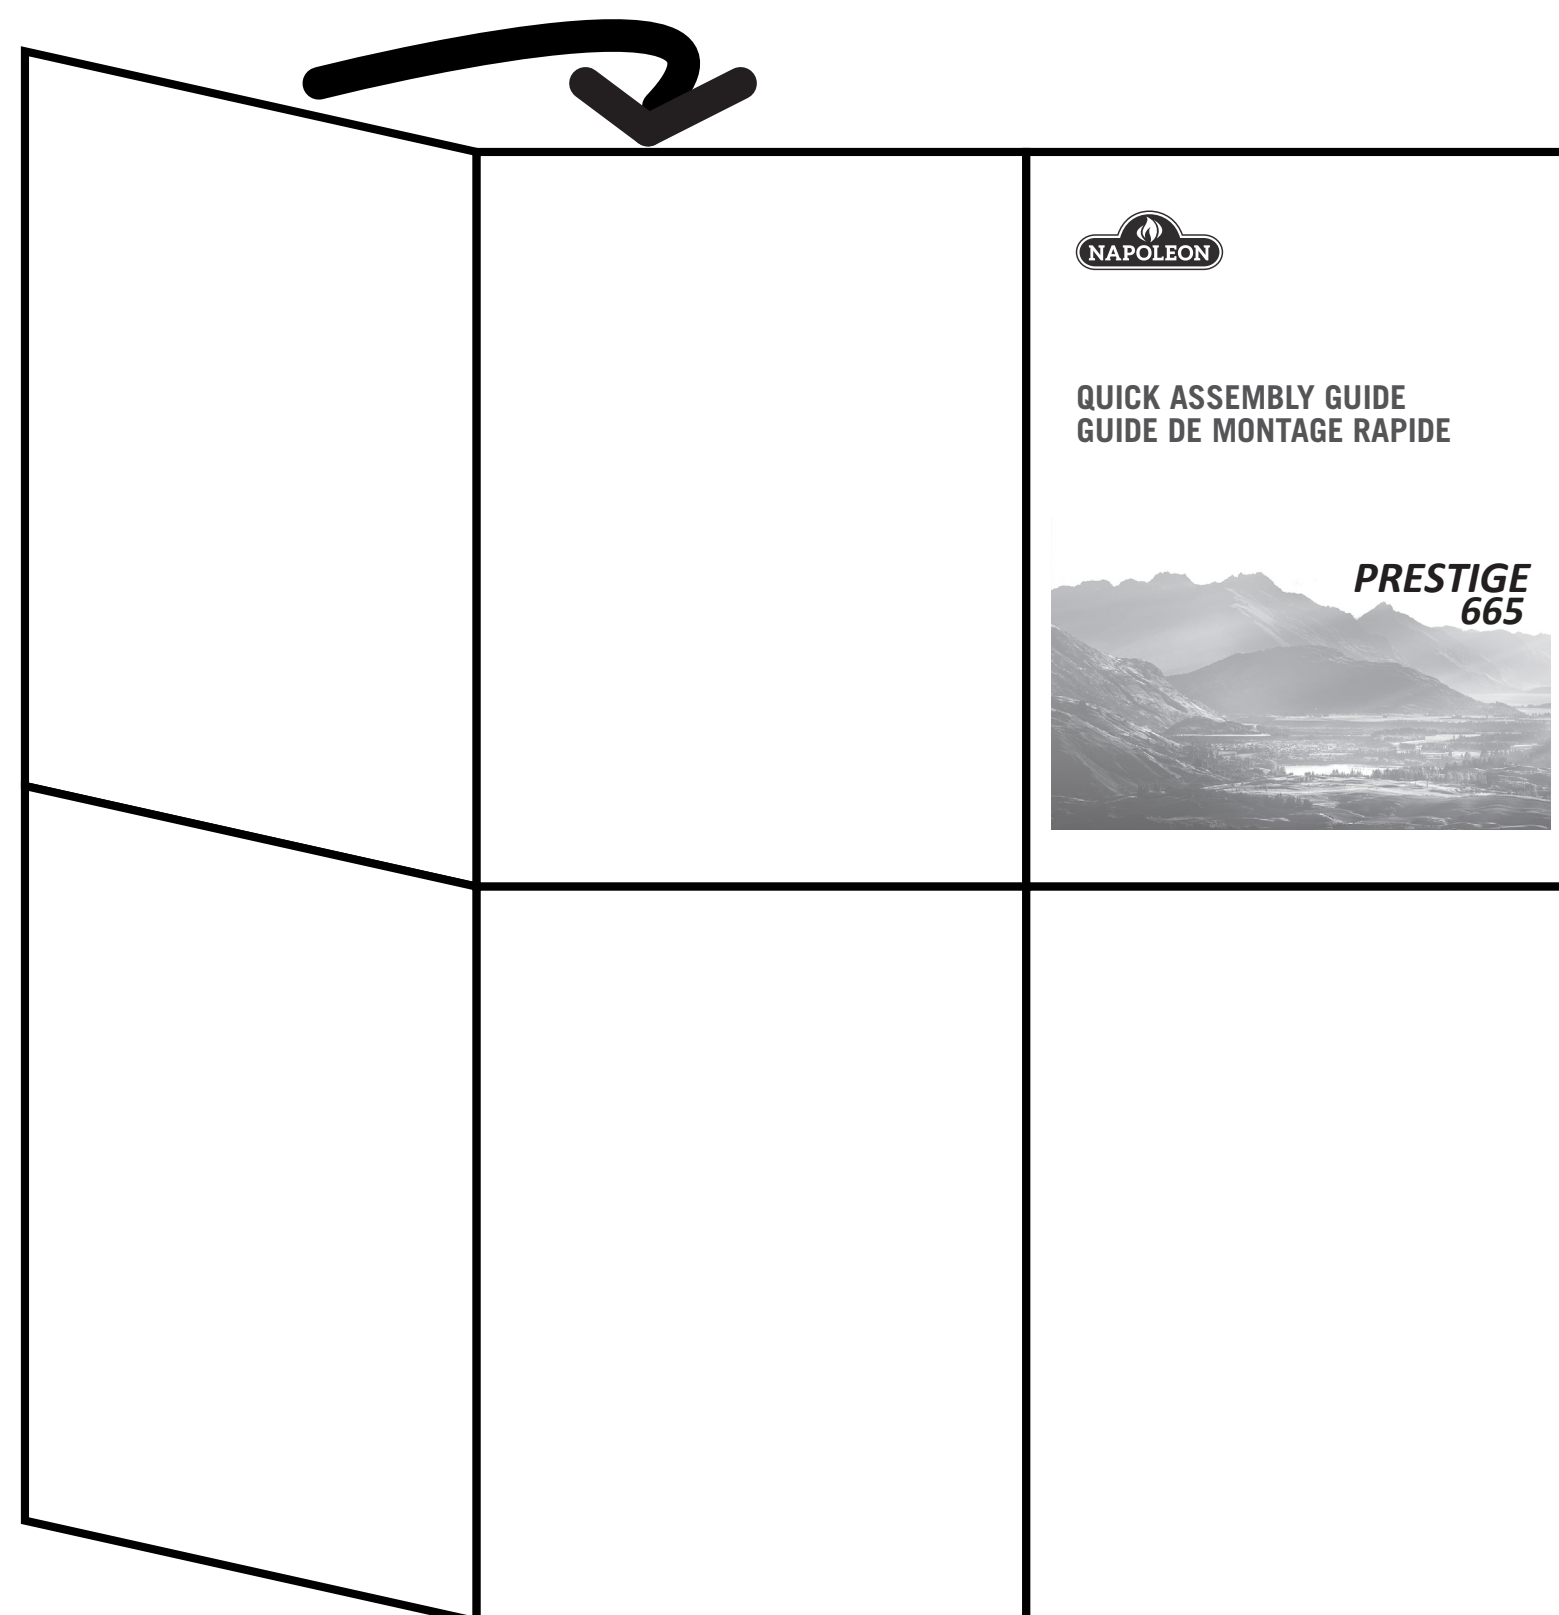 NAPOLEON
QUICK ASSEMBLY GUIDE
GUIDE DE MONTAGE RAPIDE
PRESTIGE
665